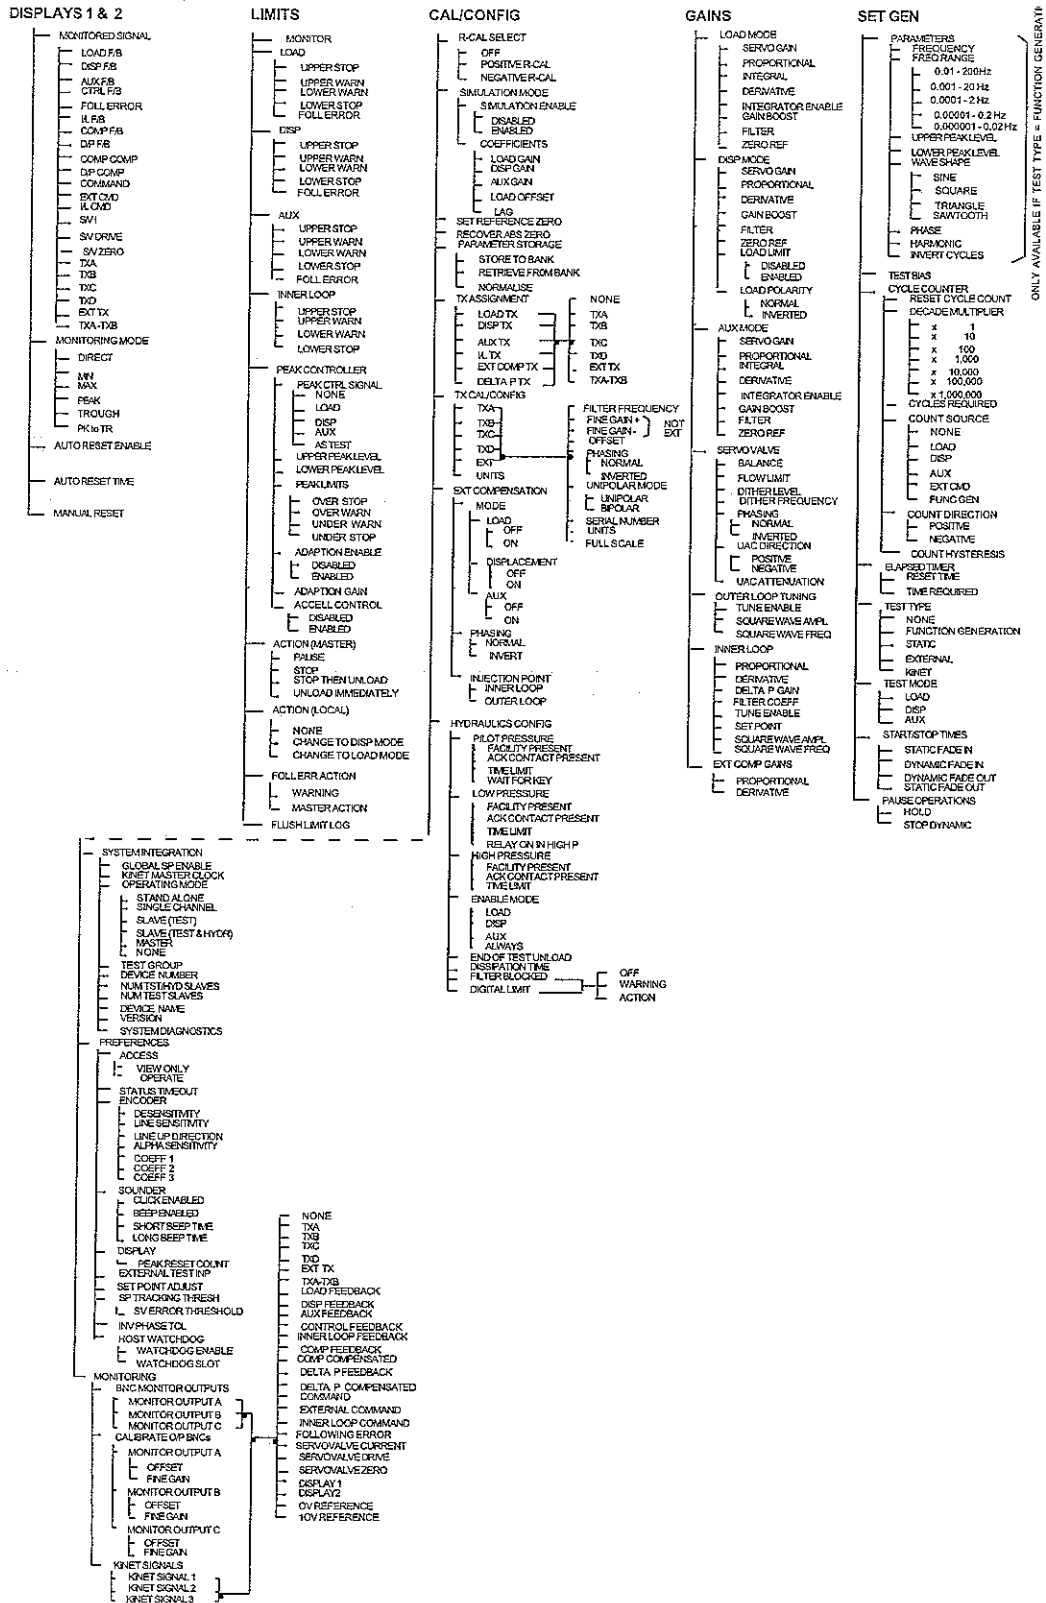 DISPLAYS 1 & 2
MONITORED SIGNAL
LOAD F/B
DISP F/B
AUX F/B
CTRL F/B
FOLL ERROR
I/L F/B
COMP F/B
D/P F/B
COMP COMP
D/P COMP
COMMAND
EXT CMD
I/L CMD
SV I
SV DRIVE
SV ZERO
TXA
TXB
TXC
TXD
EXT TX
TXA-TXB
MONITORING MODE
DIRECT
MIN
MAX
PEAK
TROUGH
PK to TR
AUTO RESET ENABLE
AUTO RESET TIME
MANUAL RESET
LIMITS
MONITOR
LOAD
UPPER STOP
UPPER WARN
LOWER WARN
LOWER STOP
FOLL ERROR
DISP
UPPER STOP
UPPER WARN
LOWER WARN
LOWER STOP
FOLL ERROR
AUX
UPPER STOP
UPPER WARN
LOWER WARN
LOWER STOP
FOLL ERROR
INNER LOOP
UPPER STOP
UPPER WARN
LOWER WARN
LOWER STOP
PEAK CONTROLLER
PEAK CTRL SIGNAL
NONE
LOAD
DISP
AUX
AS TEST
UPPER PEAK LEVEL
LOWER PEAK LEVEL
PEAK LIMITS
OVER STOP
OVER WARN
UNDER WARN
UNDER STOP
ADAPTION ENABLE
DISABLED
ENABLED
ADAPTION GAIN
ACCELL CONTROL
DISABLED
ENABLED
ACTION (MASTER)
PAUSE
STOP
STOP THEN UNLOAD
UNLOAD IMMEDIATELY
ACTION (LOCAL)
NONE
CHANGE TO DISP MODE
CHANGE TO LOAD MODE
FOLL ERR ACTION
WARNING
MASTER ACTION
FLUSH LIMIT LOG
CAL/CONFIG
R-CAL SELECT
OFF
POSITIVE R-CAL
NEGATIVE R-CAL
SIMULATION MODE
SIMULATION ENABLE
DISABLED
ENABLED
COEFFICIENTS
LOAD GAIN
DISP GAIN
AUX GAIN
LOAD OFFSET
LAG
SET REFERENCE ZERO
RECOVER ABS ZERO
PARAMETER STORAGE
STORE TO BANK
RETRIEVE FROM BANK
NORMALISE
TX ASSIGNMENT
LOAD TX
DISP TX
AUX TX
I/L TX
EXT COMP TX
DELTA P TX
NONE
TXA
TXB
TXC
TXD
EXT TX
TXA-TXB
TX CAL/CONFIG
TXA
TXB
TXC
TXD
EXT
UNITS
FILTER FREQUENCY
FINE GAIN +
FINE GAIN -
NOT
EXT
OFFSET
PHASING
NORMAL
INVERTED
UNIPOLAR MODE
UNIPOLAR
BIPOLAR
SERIAL NUMBER
UNITS
FULL SCALE
EXT COMPENSATION
MODE
LOAD
OFF
ON
DISPLACEMENT
OFF
ON
AUX
OFF
ON
PHASING
NORMAL
INVERT
INJECTION POINT
INNER LOOP
OUTER LOOP
HYDRAULICS CONFIG
PILOT PRESSURE
FACILITY PRESENT
ACK CONTACT PRESENT
TIME LIMIT
WAIT FOR KEY
LOW PRESSURE
FACILITY PRESENT
ACK CONTACT PRESENT
TIME LIMIT
RELAY ON IN HIGH P
HIGH PRESSURE
FACILITY PRESENT
ACK CONTACT PRESENT
TIME LIMIT
ENABLE MODE
LOAD
DISP
AUX
ALWAYS
END OF TEST UNLOAD
DISSIPATION TIME
FILTER BLOCKED
DIGITAL LIMIT
OFF
WARNING
ACTION
GAINS
LOAD MODE
SERVO GAIN
PROPORTIONAL
INTEGRAL
DERIVATIVE
INTEGRATOR ENABLE
GAIN BOOST
FILTER
ZERO REF
DISP MODE
SERVO GAIN
PROPORTIONAL
DERIVATIVE
GAIN BOOST
FILTER
ZERO REF
LOAD LIMIT
DISABLED
ENABLED
LOAD POLARITY
NORMAL
INVERTED
AUX MODE
SERVO GAIN
PROPORTIONAL
INTEGRAL
DERIVATIVE
INTEGRATOR ENABLE
GAIN BOOST
FILTER
ZERO REF
SERVO VALVE
BALANCE
FLOW LIMIT
DITHER LEVEL
DITHER FREQUENCY
PHASING
NORMAL
INVERTED
UAC DIRECTION
POSITIVE
NEGATIVE
UAC ATTENUATION
OUTER LOOP TUNING
TUNE ENABLE
SQUARE WAVE AMPL
SQUARE WAVE FREQ
INNER LOOP
PROPORTIONAL
DERIVATIVE
DELTA P GAIN
FILTER COEFF
TUNE ENABLE
SET POINT
SQUARE WAVE AMPL
SQUARE WAVE FREQ
EXT COMP GAINS
PROPORTIONAL
DERIVATIVE
SET GEN
PARAMETERS
FREQUENCY
FREQ RANGE
0.01 - 200Hz
0.001 - 20 Hz
0.0001 - 2 Hz
0.00001 - 0.2 Hz
0.000001 - 0.02 Hz
UPPER PEAK LEVEL
LOWER PEAK LEVEL
WAVE SHAPE
SINE
SQUARE
TRIANGLE
SAWTOOTH
PHASE
HARMONIC
INVERT CYCLES
ONLY AVAILABLE IF TEST TYPE = FUNCTION GENERATI
TEST BIAS
CYCLE COUNTER
RESET CYCLE COUNT
DECADE MULTIPLIER
x 1
x 10
x 100
x 1,000
x 10,000
x 100,000
x 1,000,000
CYCLES REQUIRED
COUNT SOURCE
NONE
LOAD
DISP
AUX
EXT CMD
FUNC GEN
COUNT DIRECTION
POSITIVE
NEGATIVE
COUNT HYSTERESIS
ELAPSED TIMER
RESET TIME
TIME REQUIRED
TEST TYPE
NONE
FUNCTION GENERATION
STATIC
EXTERNAL
KINET
TEST MODE
LOAD
DISP
AUX
START/STOP TIMES
STATIC FADE IN
DYNAMIC FADE IN
DYNAMIC FADE OUT
STATIC FADE OUT
PAUSE OPERATIONS
HOLD
STOP DYNAMIC
SYSTEM INTEGRATION
GLOBAL SP ENABLE
KINET MASTER CLOCK
OPERATING MODE
STAND ALONE
SINGLE CHANNEL
SLAVE (TEST)
SLAVE (TEST & HYDR)
MASTER
NONE
TEST GROUP
DEVICE NUMBER
NUM TST/HYD SLAVES
NUM TEST SLAVES
DEVICE NAME
VERSION
SYSTEM DIAGNOSTICS
PREFERENCES
ACCESS
VIEW ONLY
OPERATE
STATUS TIMEOUT
ENCODER
DESENSITIVITY
LINE SENSITIVITY
LINE UP DIRECTION
ALPHA SENSITIVITY
COEFF 1
COEFF 2
COEFF 3
SOUNDER
CLICK ENABLED
BEEP ENABLED
SHORT BEEP TIME
LONG BEEP TIME
DISPLAY
PEAK RESET COUNT
EXTERNAL TEST INP
SET POINT ADJUST
SP TRACKING THRESH
SV ERROR THRESHOLD
INV PHASE TOL
HOST WATCHDOG
WATCHDOG ENABLE
WATCHDOG SLOT
MONITORING
BNC MONITOR OUTPUTS
MONITOR OUTPUT A
MONITOR OUTPUT B
MONITOR OUTPUT C
CALIBRATE O/P BNCs
MONITOR OUTPUT A
OFFSET
FINE GAIN
MONITOR OUTPUT B
OFFSET
FINE GAIN
MONITOR OUTPUT C
OFFSET
FINE GAIN
KINET SIGNALS
KINET SIGNAL 1
KINET SIGNAL 2
KINET SIGNAL 3
NONE
TXA
TXB
TXC
TXD
EXT TX
TXA-TXB
LOAD FEEDBACK
DISP FEEDBACK
AUX FEEDBACK
CONTROL FEEDBACK
INNER LOOP FEEDBACK
COMP FEEDBACK
COMP COMPENSATED
DELTA P FEEDBACK
DELTA P COMPENSATED
COMMAND
EXTERNAL COMMAND
INNER LOOP COMMAND
FOLLOWING ERROR
SERVOVALVE CURRENT
SERVOVALVE DRIVE
SERVOVALVE ZERO
DISPLAY 1
DISPLAY 2
0V REFERENCE
10V REFERENCE